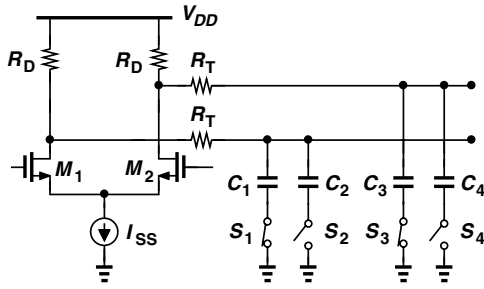 V_DD
R_D R_D R_T
R_T
M_1 M_2
C_1 C_2 C_3 C_4
I_SS S_1 S_2 S_3 S_4